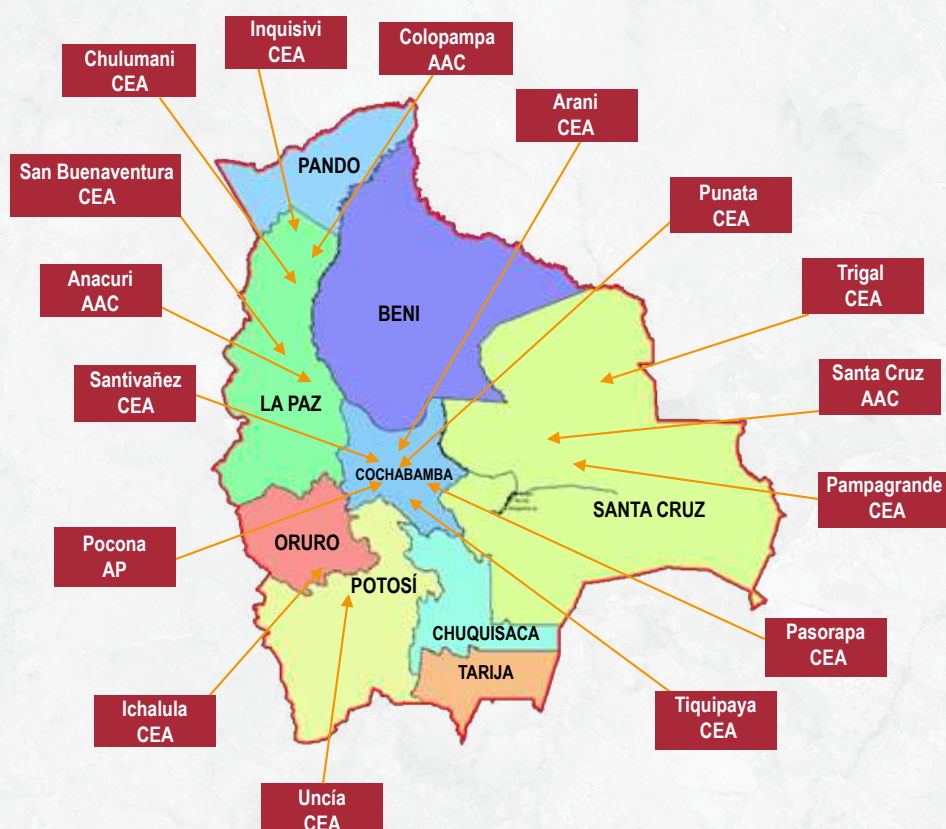 Inquisivi
CEA
Colopampa
AAC
Chulumani
CEA
Arani
CEA
San Buenaventura
CEA
PANDO
Punata
CEA
Anacuri
AAC
BENI
Trigal
CEA
Santivañez
CEA
LA PAZ
Santa Cruz
AAC
COCHABAMBA
Pampagrande
CEA
SANTA CRUZ
Pocona
AP
ORURO
POTOSÍ
CHUQUISACA
Pasorapa
CEA
TARIJA
Ichalula
CEA
Tiquipaya
CEA
Uncía
CEA